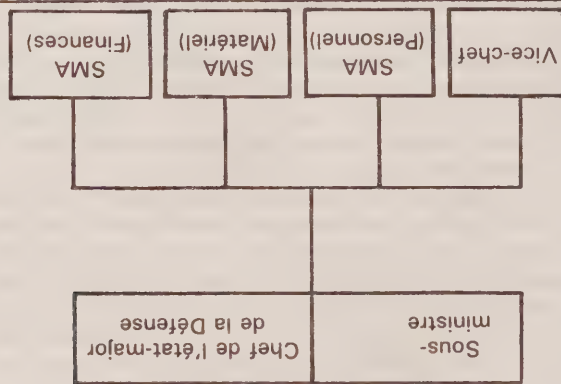 Sous-
ministre
Chef de l'état-major
de la Défense
Vice-chef
SMA
(Personnel)
SMA
(Matériel)
SMA
(Finances)